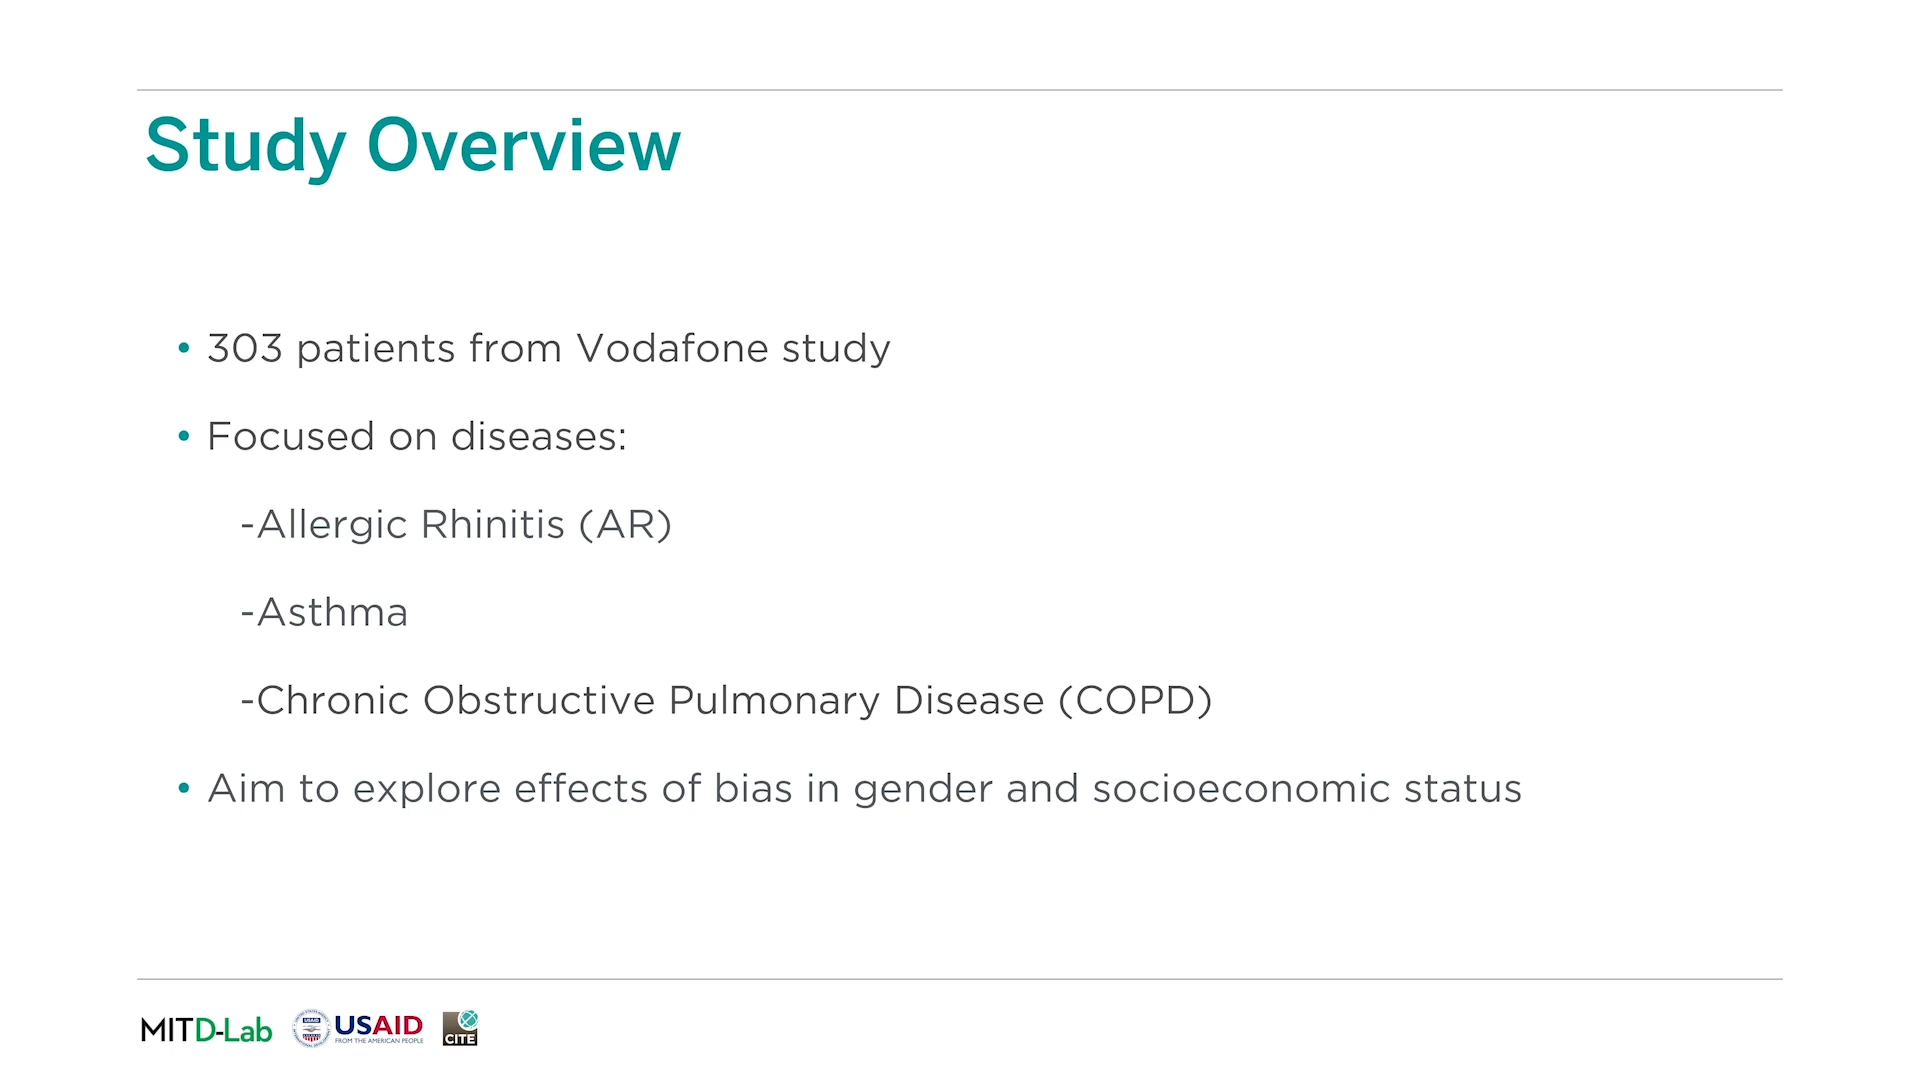 Study Overview
• 303 patients from Vodafone study
• Focused on diseases:
-Allergic Rhinitis (AR)
-Asthma
-Chronic Obstructive Pulmonary Disease (COPD)
• Aim to explore effects of bias in gender and socioeconomic status
MIT D-Lab
USAID
FROM THE AMERICAN PEOPLE
CITE